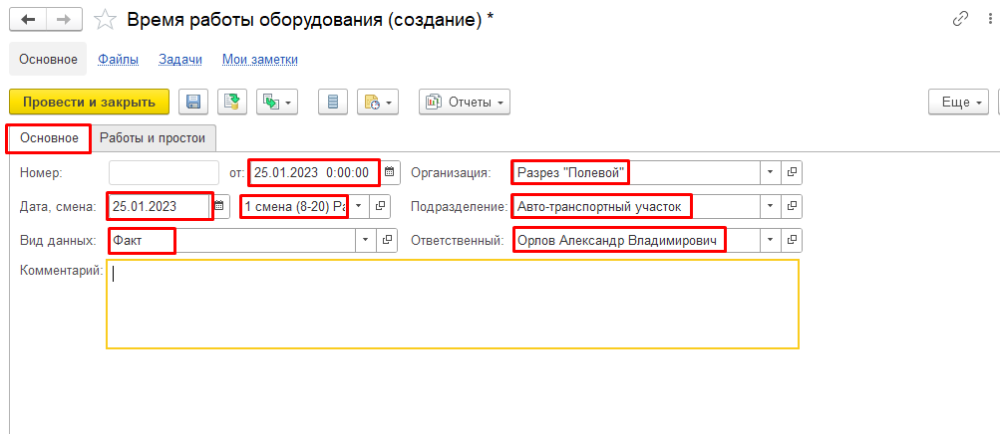 Время работы оборудования (создание) *
Основное Файлы Задачи Мои заметки
Провести и закрыть Отчеты Еще
Основное Работы и простои
Номер: от: 25.01.2023 0:00:00 Организация: Разрез "Полевой"
Дата, смена: 25.01.2023 1 смена (8-20) Ра Подразделение: Авто-транспортный участок
Вид данных: Факт Ответственный: Орлов Александр Владимирович
Комментарий: